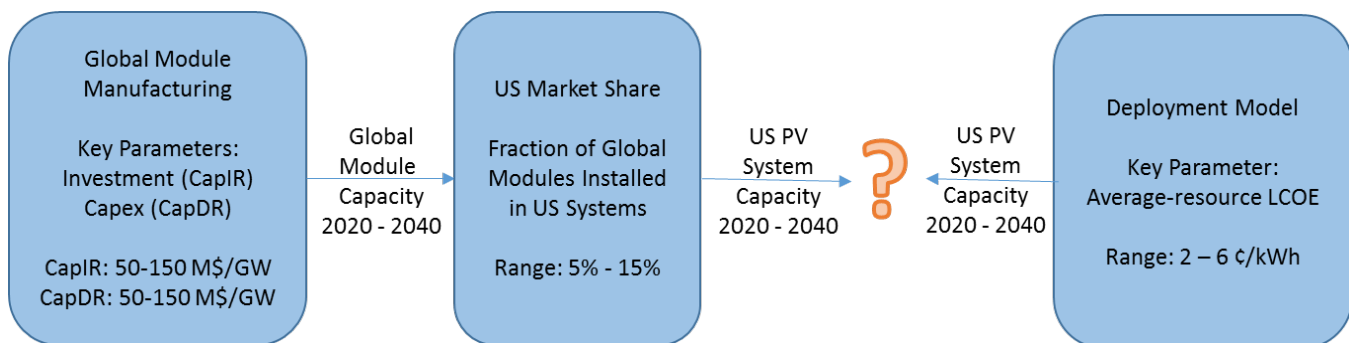 Global Module
Manufacturing
Key Parameters:
Investment (CapIR)
Capex (CapDR)
CapIR: 50-150 M$/GW
CapDR: 50-150 M$/GW
Global
Module
Capacity
2020 - 2040
US Market Share
Fraction of Global
Modules Installed
in US Systems
Range: 5% - 15%
US PV
System
Capacity
2020 - 2040
?
US PV
System
Capacity
2020 - 2040
Deployment Model
Key Parameter:
Average-resource LCOE
Range: 2 – 6 ¢/kWh